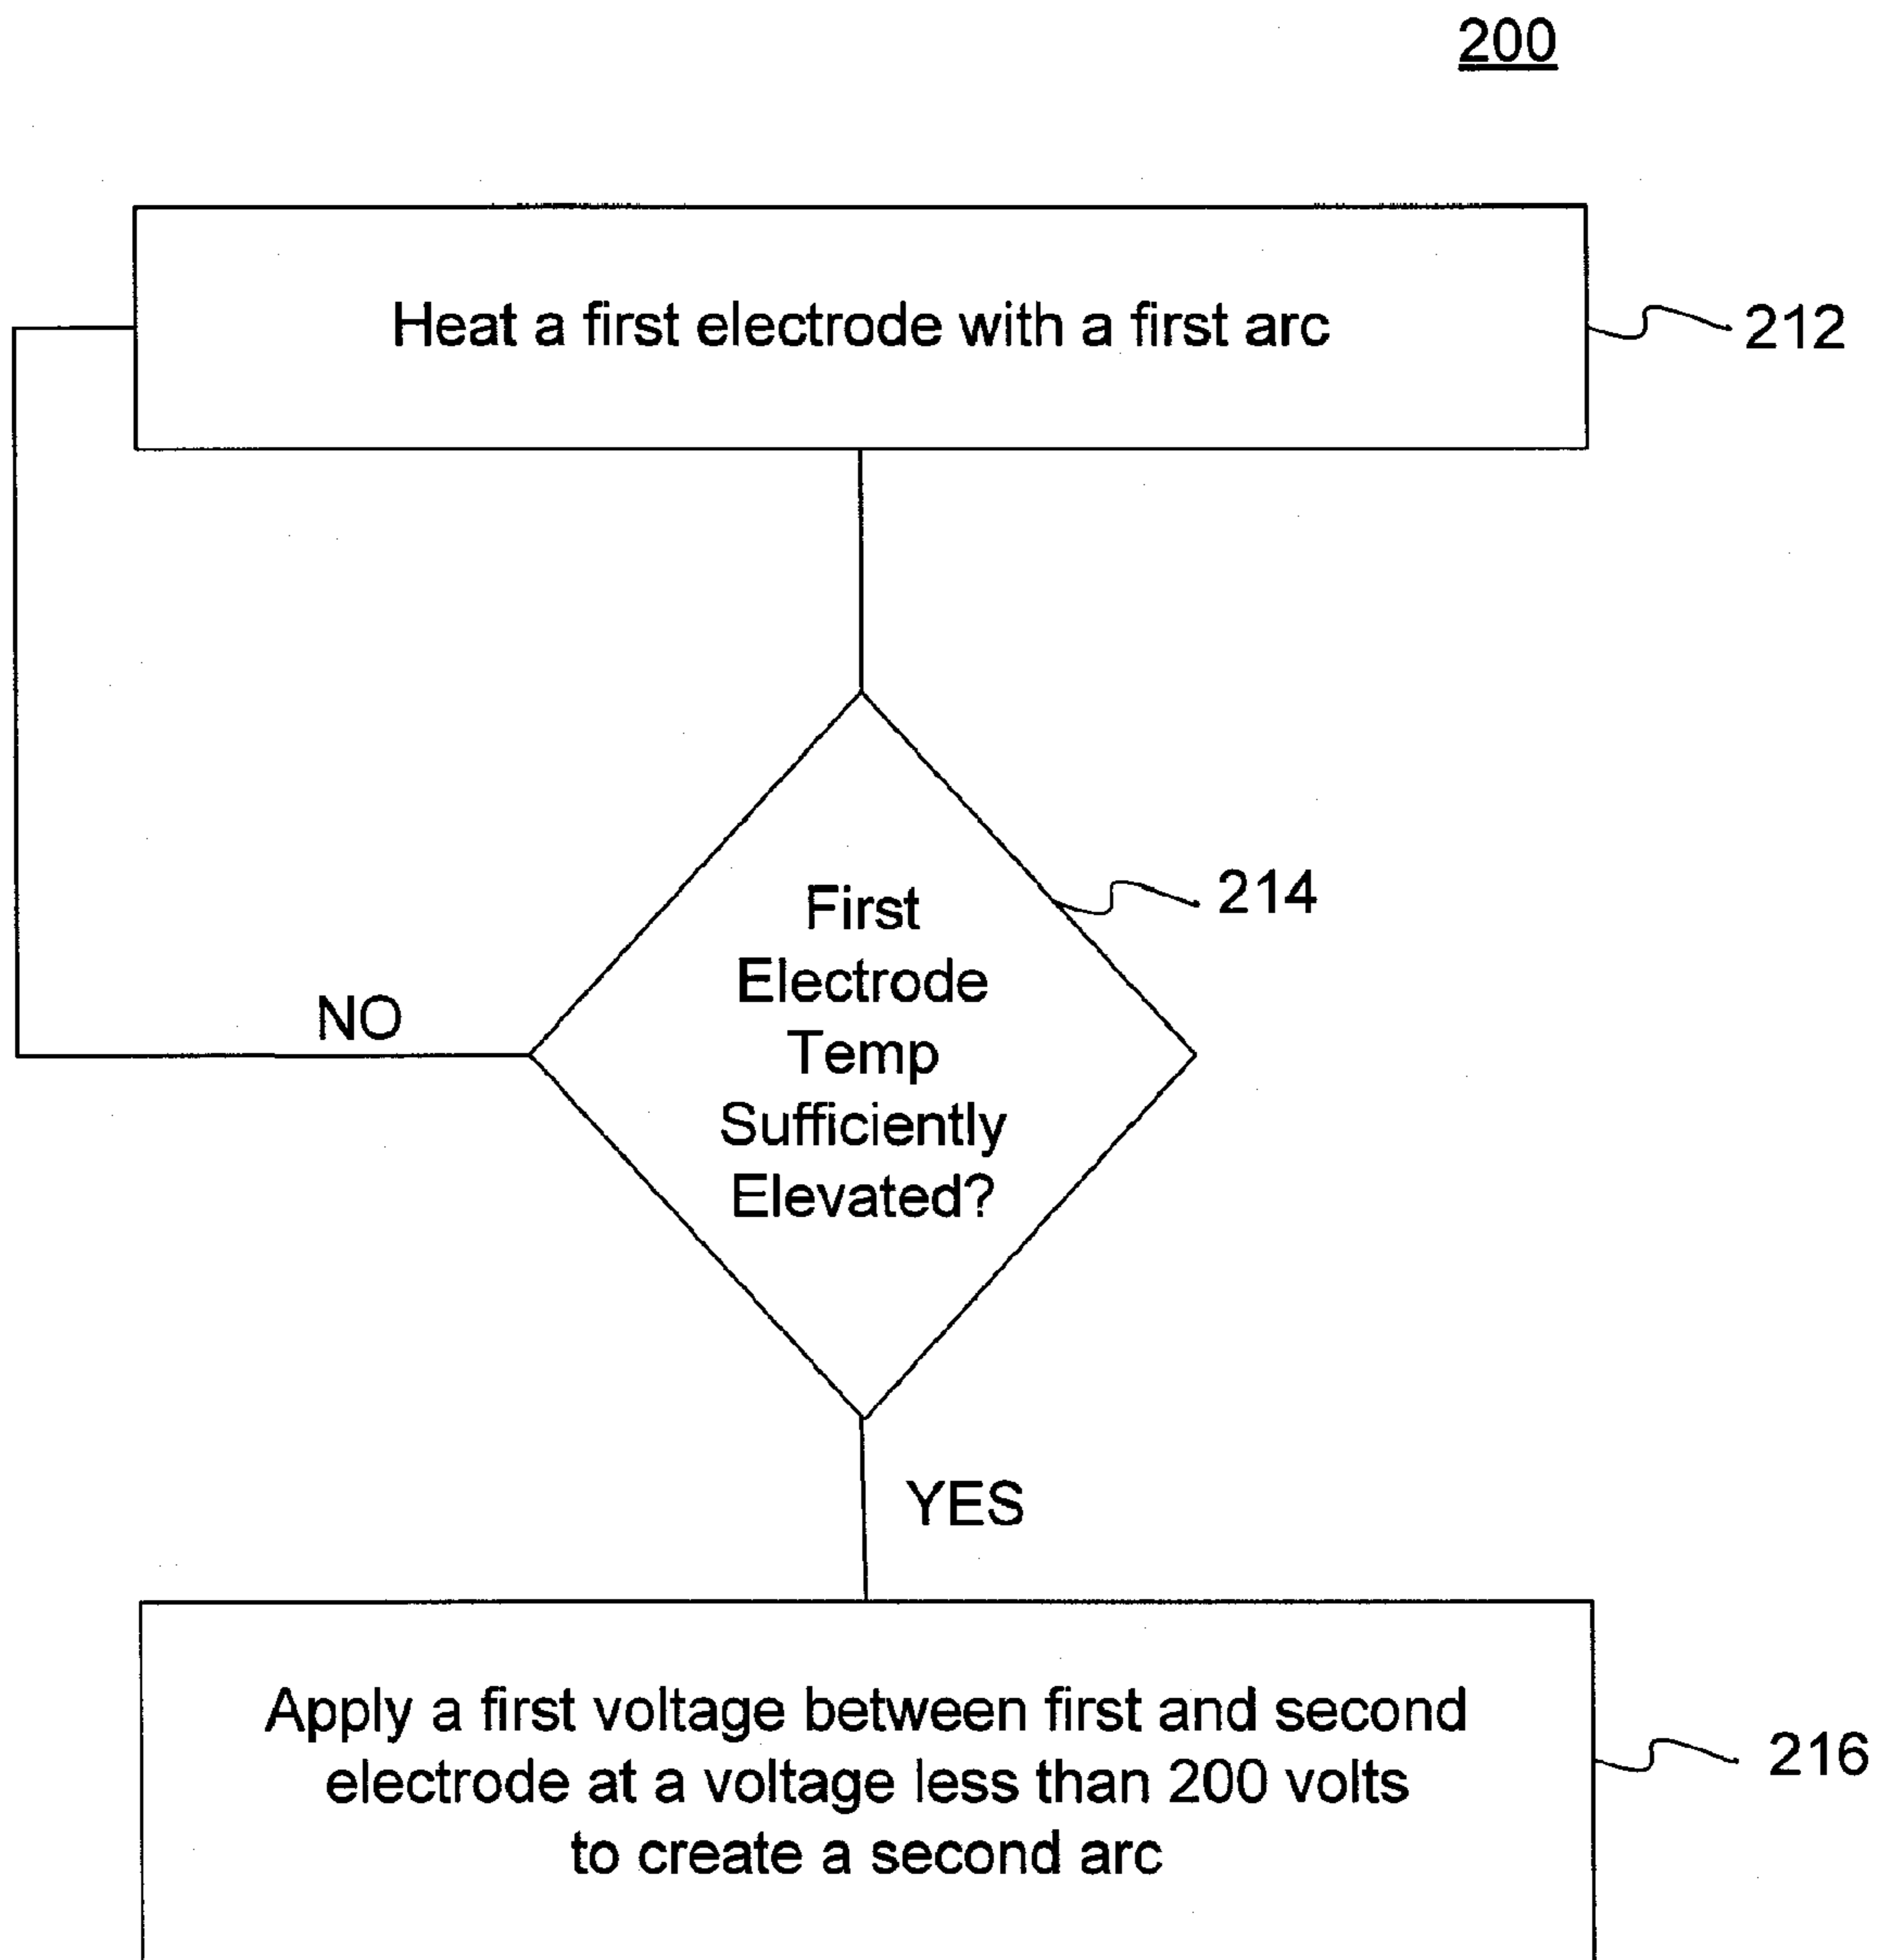 200
Heat a first electrode with a first arc
212
First
Electrode
Temp
Sufficiently
Elevated?
214
NO
YES
Apply a first voltage between first and second
electrode at a voltage less than 200 volts
to create a second arc
216